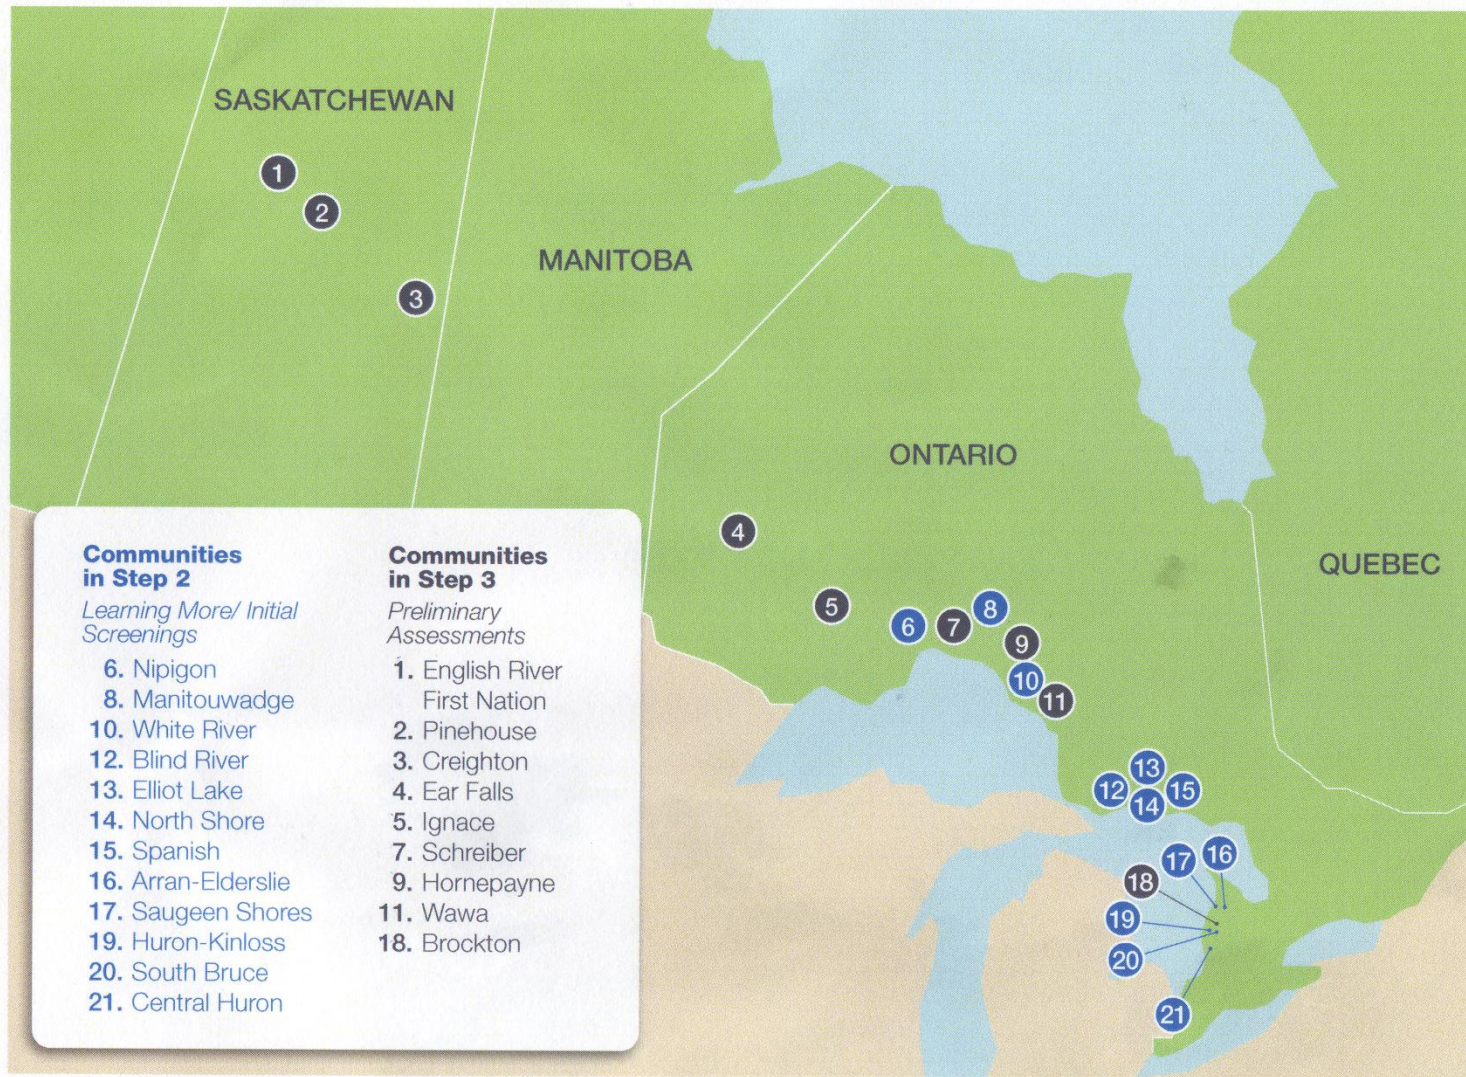 SASKATCHEWAN
1
2
MANITOBA
3
ONTARIO
4
QUEBEC
5
6
7
8
9
10
11
13
12
15
14
17
16
18
19
20
21
Communities
in Step 2
Learning More/ Initial
Screenings
6. Nipigon
8. Manitouwadge
10. White River
12. Blind River
13. Elliot Lake
14. North Shore
15. Spanish
16. Arran-Elderslie
17. Saugeen Shores
19. Huron-Kinloss
20. South Bruce
21. Central Huron
Communities
in Step 3
Preliminary
Assessments
1. English River
First Nation
2. Pinehouse
3. Creighton
4. Ear Falls
5. Ignace
7. Schreiber
9. Hornepayne
11. Wawa
18. Brockton